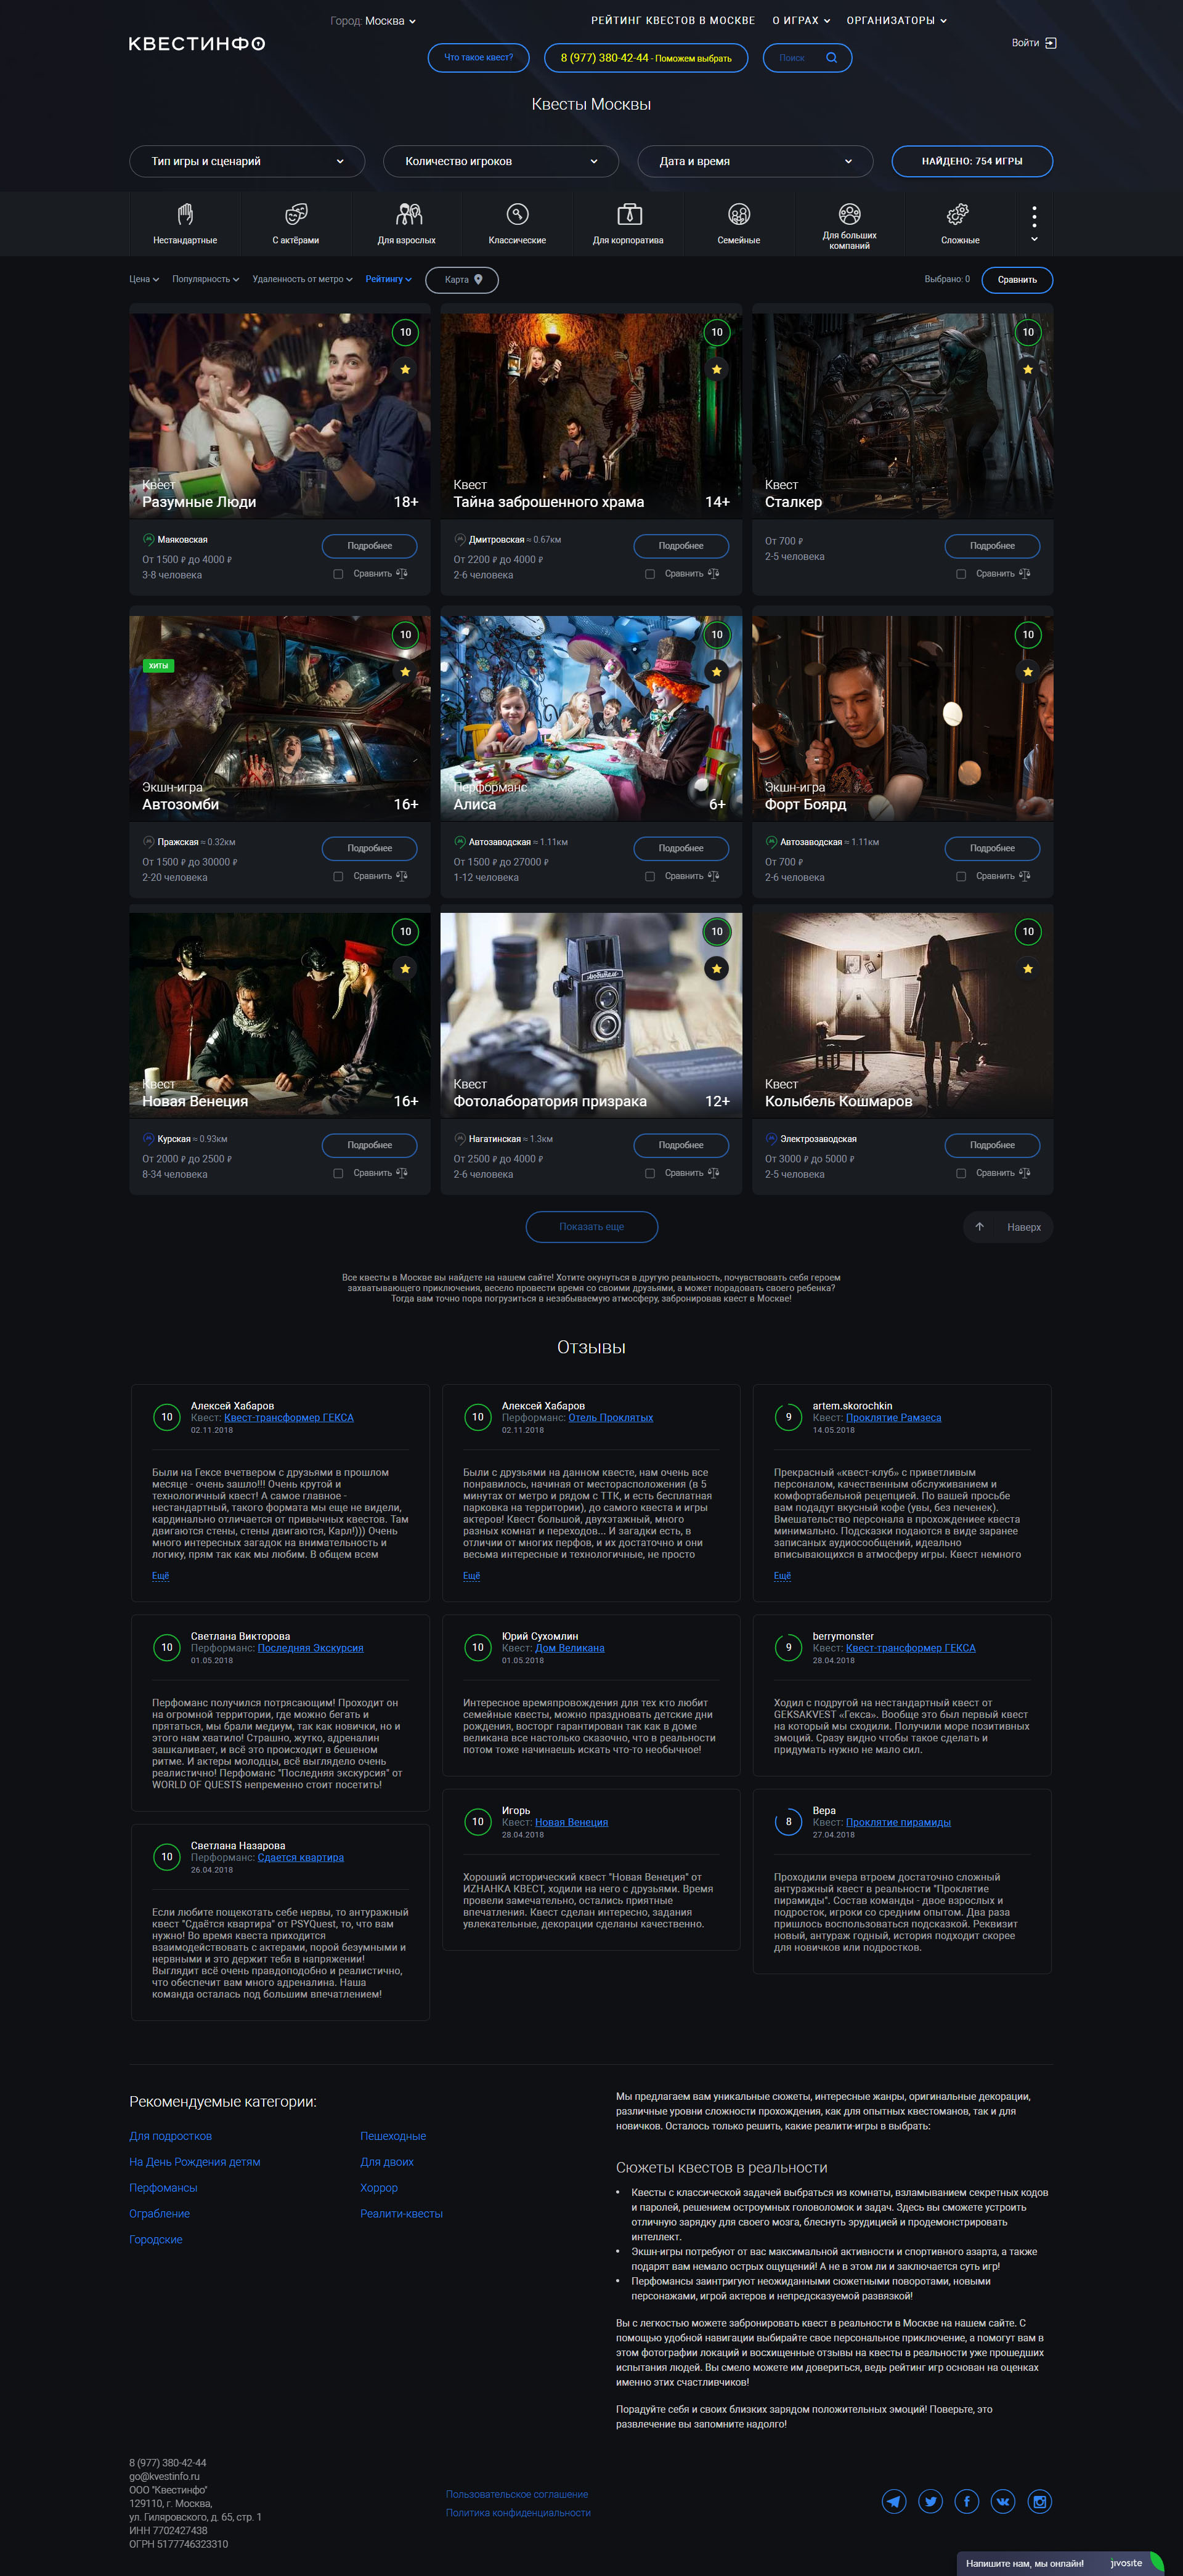 Город: Москва
РЕЙТИНГ КВЕСТОВ В МОСКВЕ
О ИГРАХ
ОРГАНИЗАТОРЫ
КВЕСТИНФО
Войти
Что такое квест?
8 (977) 380-42-44 - Поможем выбрать
Поиск
Квесты Москвы
Тип игры и сценарий
Количество игроков
Дата и время
НАЙДЕНО: 754 ИГРЫ
Нестандартные
С актёрами
Для взрослых
Классические
Для корпоратива
Семейные
Для больших
компаний
Сложные
Цена
Популярность
Удаленность от метро
Рейтингу
Карта
Выбрано: 0
Сравнить
10
Квест
Разумные Люди 18+
Маяковская
От 1500 ₽ до 4000 ₽
3-8 человека
Подробнее
Сравнить
10
Квест
Тайна заброшенного храма 14+
Дмитровская ≈ 0.67км
От 2200 ₽ до 4000 ₽
2-6 человека
Подробнее
Сравнить
10
Квест
Сталкер
От 700 ₽
2-5 человека
Подробнее
Сравнить
10
ХИТЫ
Экшн-игра
Автозомби 16+
Пражская ≈ 0.32км
От 1500 ₽ до 30000 ₽
2-20 человека
Подробнее
Сравнить
10
Перформанс
Алиса 6+
Автозаводская ≈ 1.11км
От 1500 ₽ до 27000 ₽
1-12 человека
Подробнее
Сравнить
10
Экшн-игра
Форт Боярд
Автозаводская ≈ 1.11км
От 700 ₽
2-6 человека
Подробнее
Сравнить
10
Квест
Новая Венеция 16+
Курская ≈ 0.93км
От 2000 ₽ до 2500 ₽
8-34 человека
Подробнее
Сравнить
10
Любитель
Квест
Фотолаборатория призрака 12+
Нагатинская ≈ 1.3км
От 2500 ₽ до 4000 ₽
2-6 человека
Подробнее
Сравнить
10
Квест
Колыбель Кошмаров
Электрозаводская
От 3000 ₽ до 5000 ₽
2-5 человека
Подробнее
Сравнить
Показать еще
Наверх
Все квесты в Москве вы найдете на нашем сайте! Хотите окунуться в другую реальность, почувствовать себя героем
захватывающего приключения, весело провести время со своими друзьями, а может порадовать своего ребенка?
Тогда вам точно пора погрузиться в незабываемую атмосферу, забронировав квест в Москве!
Отзывы
10
Алексей Хабаров
Квест: Квест-трансформер ГЕКСА
02.11.2018
Были на Гексе вчетвером с друзьями в прошлом
месяце - очень зашло!!! Очень крутой и
технологичный квест! А самое главное -
нестандартный, такого формата мы еще не видели,
кардинально отличается от привычных квестов. Там
двигаются стены, стены двигаются, Карл!))) Очень
много интересных загадок на внимательность и
логику, прям так как мы любим. В общем всем
Ещё
10
Алексей Хабаров
Перфоманс: Отель Проклятых
02.11.2018
Были с друзьями на данном квесте, нам очень все
понравилось, начиная от месторасположения (в 5
минутах от метро и рядом с ТТК, и есть бесплатная
парковка на территории), до самого квеста и игры
актеров! Квест большой, двухэтажный, много
разных комнат и переходов... И загадки есть, в
отличии от многих перфов, и их достаточно и они
весьма интересные и технологичные, не просто
Ещё
9
artem.skorochkin
Квест: Проклятие Рамзеса
14.05.2018
Прекрасный «квест-клуб» с приветливым
персоналом, качественным обслуживанием и
комфортабельной рецепцией. По вашей просьбе
вам подадут вкусный кофе (увы, без печенек).
Вмешательство персонала в прохождениее квеста
минимально. Подсказки подаются в виде заранее
записаных аудиосообщений, идеально
вписывающихся в атмосферу игры. Квест немного
Ещё
10
Светлана Викторова
Перформанс: Последняя Экскурсия
01.05.2018
Перфоманс получился потрясающим! Проходит он
на огромной территории, где можно бегать и
прятаться, мы брали медиум, так как новички, но и
этого нам хватило! Страшно, жутко, адреналин
зашкаливает, и всё это происходит в бешеном
ритме. И актеры молодцы, всё выглядело очень
реалистично! Перфоманс "Последняя экскурсия" от
WORLD OF QUESTS непременно стоит посетить!
10
Юрий Сухомлин
Квест: Дом Великана
01.05.2018
Интересное времяпровождения для тех кто любит
семейные квесты, можно праздновать детские дни
рождения, восторг гарантирован так как в доме
великана все настолько сказочно, что в реальности
потом тоже начинаешь искать что-то необычное!
9
berrymonster
Квест: Квест-трансформер ГЕКСА
28.04.2018
Ходил с подругой на нестандартный квест от
GEKSAKVEST «Гекса». Вообще это был первый квест
на который мы сходили. Получили море позитивных
эмоций. Сразу видно чтобы такое сделать и
придумать нужно не мало сил.
10
Игорь
Квест: Новая Венеция
28.04.2018
Хороший исторический квест "Новая Венеция" от
ИZНАНКА КВЕСТ, ходили на него с друзьями. Время
провели замечательно, остались приятные
впечатления. Квест сделан интересно, задания
увлекательные, декорации сделаны качественно.
8
Вера
Квест: Проклятие пирамиды
27.04.2018
Проходили вчера втроем достаточно сложный
антуражный квест в реальности "Проклятие
пирамиды". Состав команды - двое взрослых и
подросток, игроки со средним опытом. Два раза
пришлось воспользоваться подсказкой. Реквизит
новый, антураж годный, история подходит скорее
для новичков или подростков.
10
Светлана Назарова
Перформанс: Сдается квартира
26.04.2018
Если любите пощекотать себе нервы, то антуражный
квест "Сдаётся квартира" от PSYQuest, то, что вам
нужно! Во время квеста приходится
взаимодействовать с актерами, порой безумными и
нервными и это держит тебя в напряжении!
Выглядит всё очень правдоподобно и реалистично,
что обеспечит вам много адреналина. Наша
команда осталась под большим впечатлением!
Рекомендуемые категории:
Для подростков
На День Рождения детям
Перфомансы
Ограбление
Городские
Пешеходные
Для двоих
Хоррор
Реалити-квесты
Мы предлагаем вам уникальные сюжеты, интересные жанры, оригинальные декорации,
различные уровни сложности прохождения, как для опытных квестоманов, так и для
новичков. Осталось только решить, какие реалити-игры в выбрать:
Сюжеты квестов в реальности
• Квесты с классической задачей выбраться из комнаты, взламыванием секретных кодов
и паролей, решением остроумных головоломок и задач. Здесь вы сможете устроить
отличную зарядку для своего мозга, блеснуть эрудицией и продемонстрировать
интеллект.
• Экшн-игры потребуют от вас максимальной активности и спортивного азарта, а также
подарят вам немало острых ощущений! А не в этом ли и заключается суть игр!
• Перфомансы заинтригуют неожиданными сюжетными поворотами, новыми
персонажами, игрой актеров и непредсказуемой развязкой!
Вы с легкостью можете забронировать квест в реальности в Москве на нашем сайте. С
помощью удобной навигации выбирайте свое персональное приключение, а помогут вам в
этом фотографии локаций и восхищенные отзывы на квесты в реальности уже прошедших
испытания людей. Вы смело можете им довериться, ведь рейтинг игр основан на оценках
именно этих счастливчиков!
Порадуйте себя и своих близких зарядом положительных эмоций! Поверьте, это
развлечение вы запомните надолго!
8 (977) 380-42-44
go@kvestinfo.ru
ООО "Квестинфо"
129110, г. Москва,
ул. Гиляровского, д. 65, стр. 1
ИНН 7702427438
ОГРН 5177746323310
Пользовательское соглашение
Политика конфиденциальности
Напишите нам, мы онлайн!
jivosite